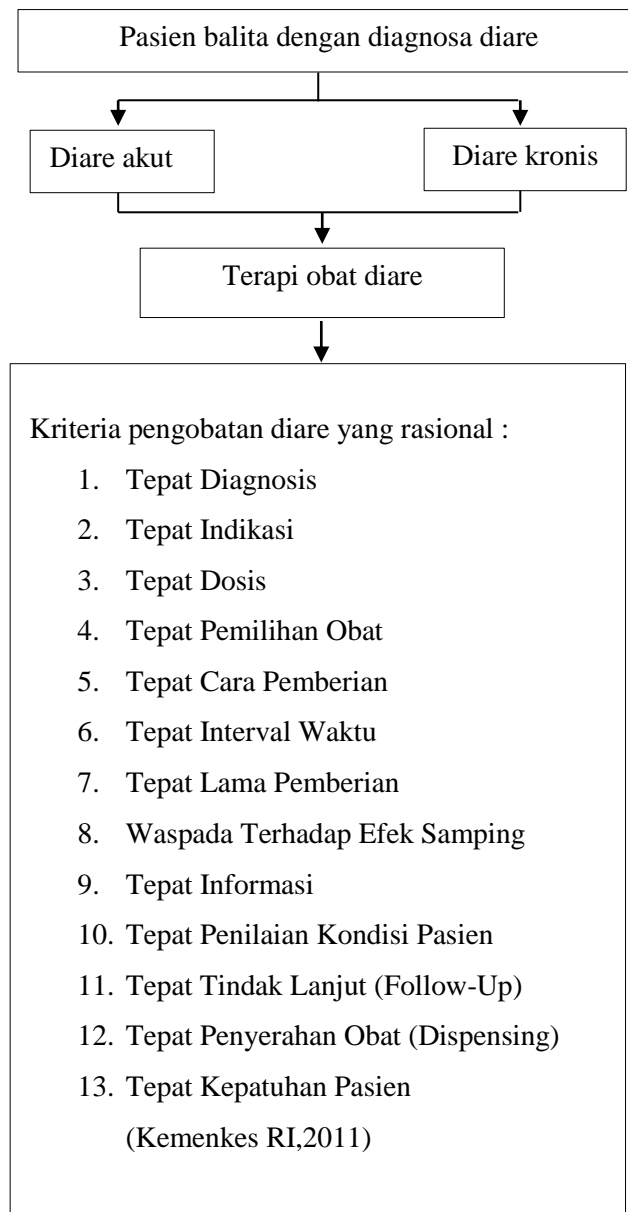 Pasien balita dengan diagnosa diare
Diare akut
Diare kronis
Terapi obat diare
Kriteria pengobatan diare yang rasional :
1. Tepat Diagnosis
2. Tepat Indikasi
3. Tepat Dosis
4. Tepat Pemilihan Obat
5. Tepat Cara Pemberian
6. Tepat Interval Waktu
7. Tepat Lama Pemberian
8. Waspada Terhadap Efek Samping
9. Tepat Informasi
10. Tepat Penilaian Kondisi Pasien
11. Tepat Tindak Lanjut (Follow-Up)
12. Tepat Penyerahan Obat (Dispensing)
13. Tepat Kepatuhan Pasien
(Kemenkes RI,2011)